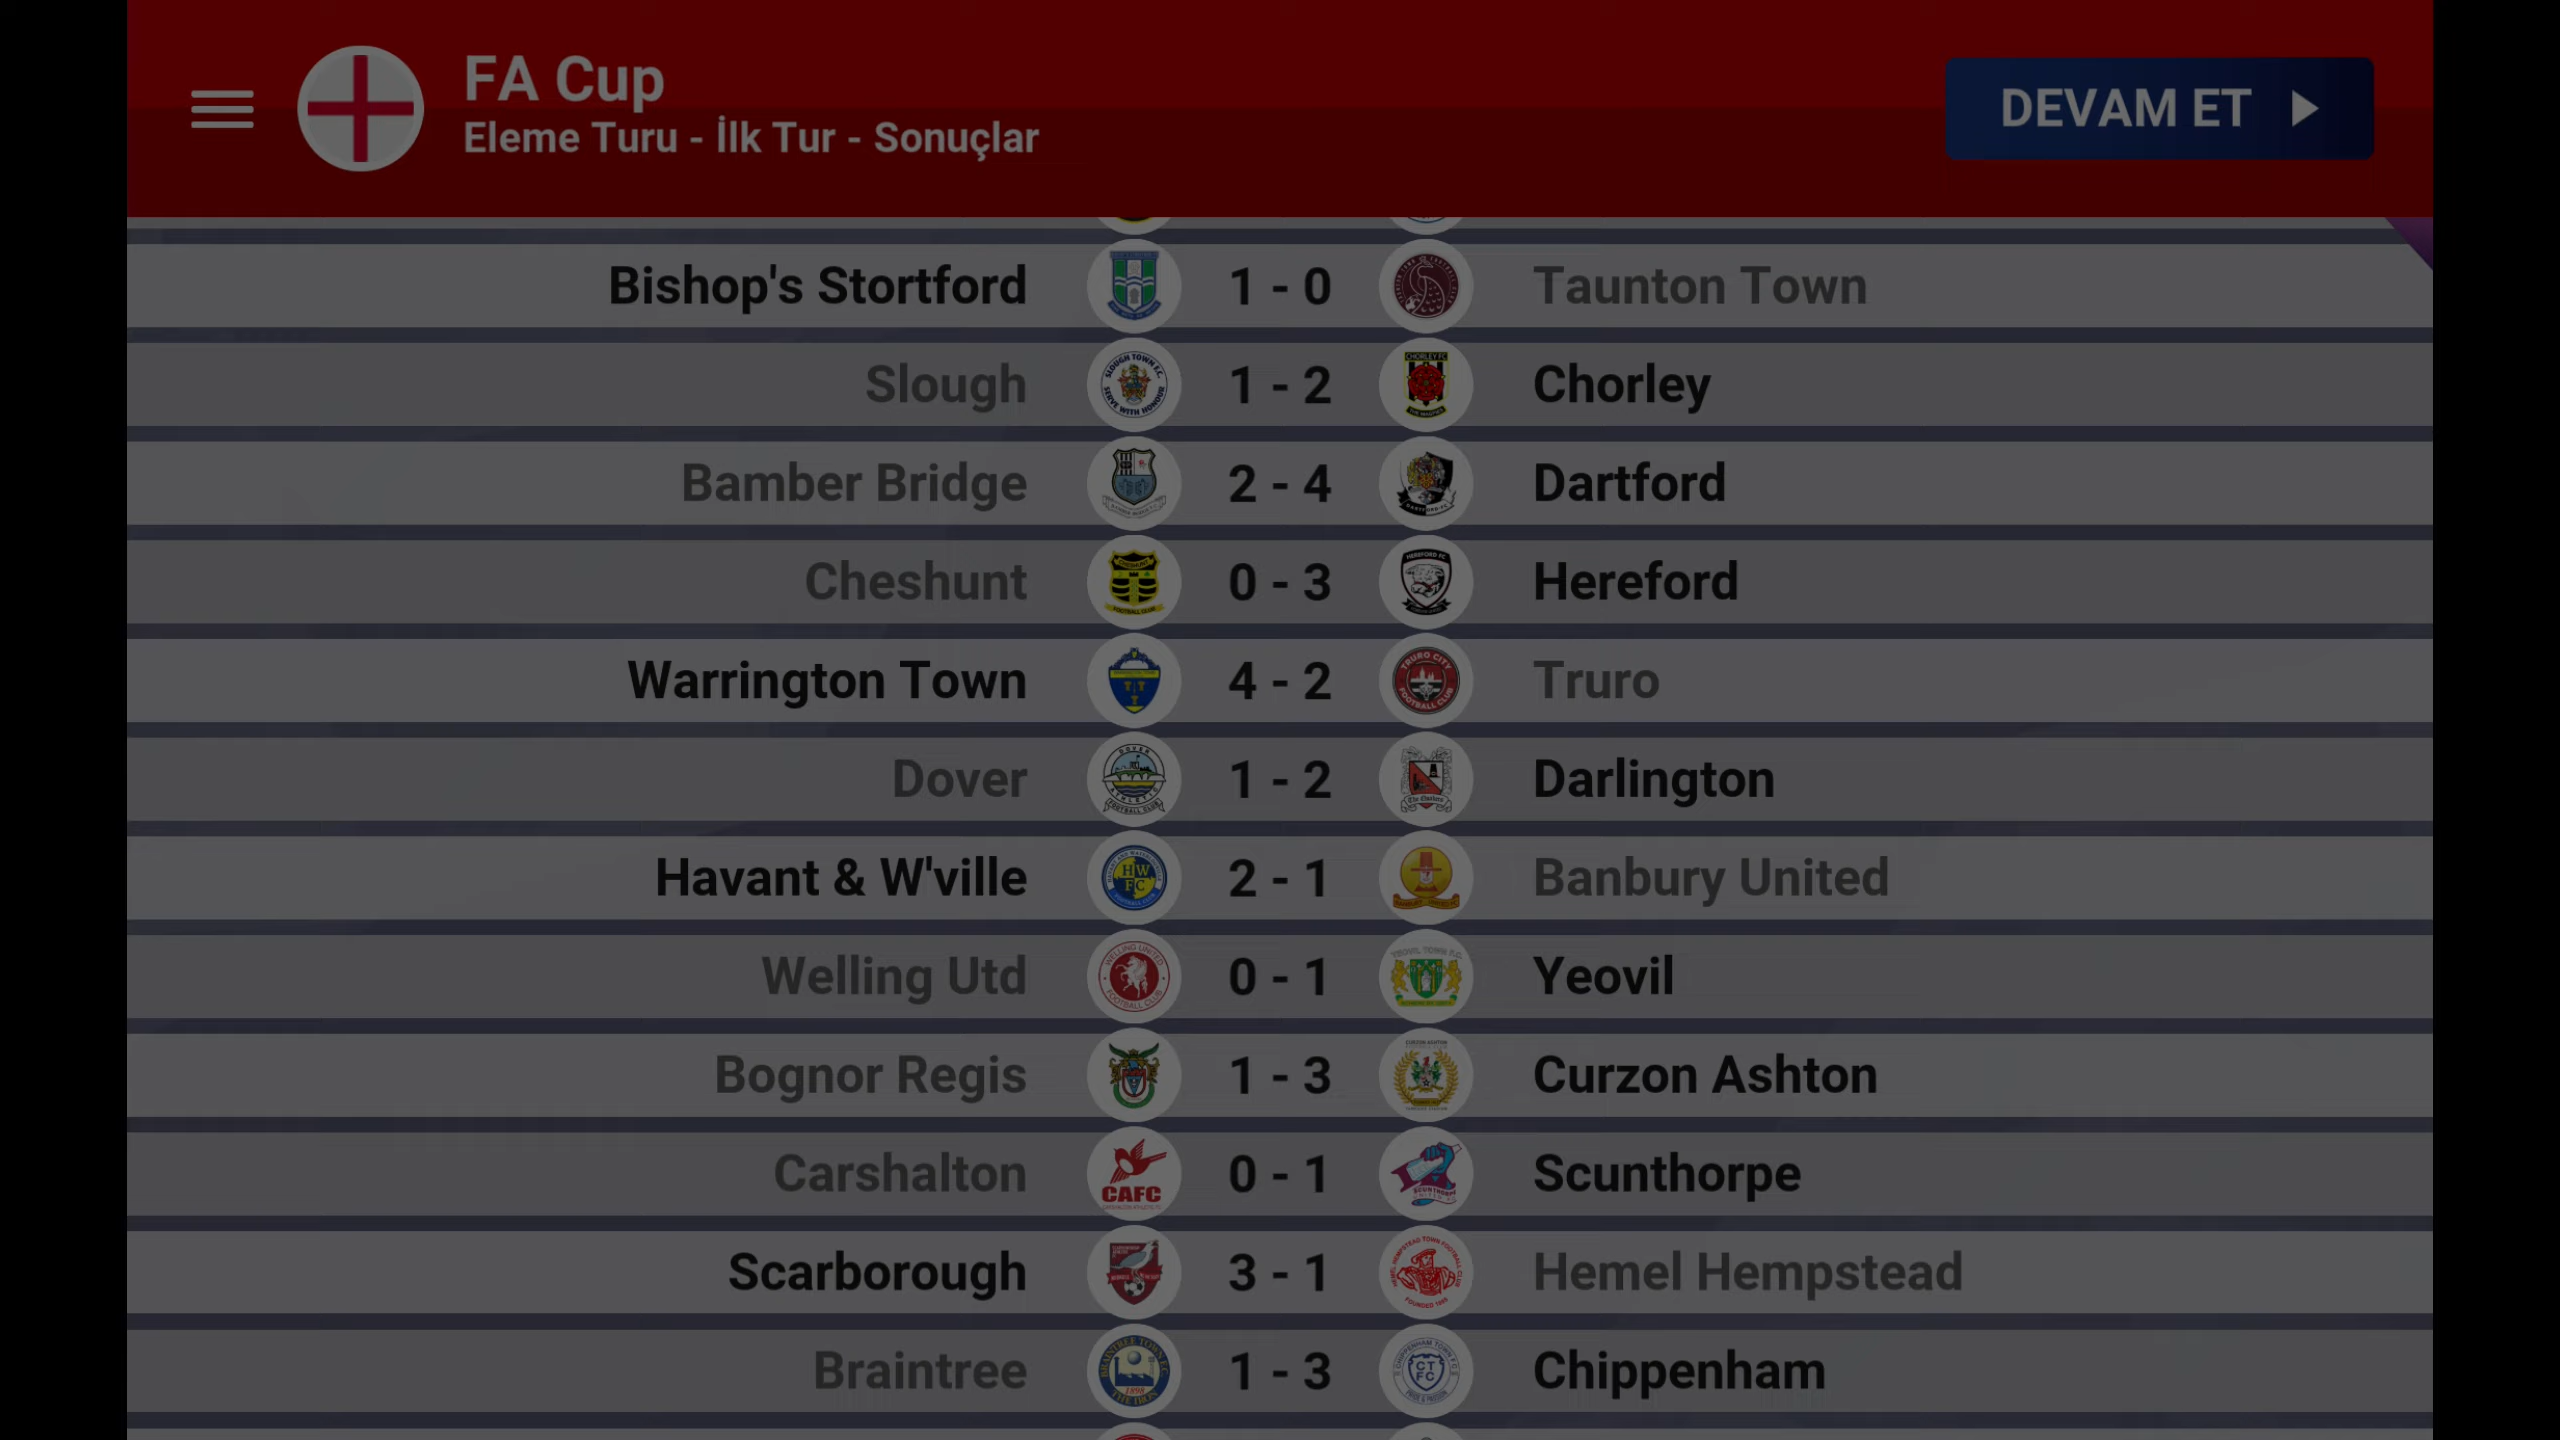 FA Cup
Eleme Turu - İlk Tur - Sonuçlar
DEVAM ET
Bishop's Stortford 1 - 0 Taunton Town
Slough 1 - 2 Chorley
Bamber Bridge 2 - 4 Dartford
Cheshunt 0 - 3 Hereford
Warrington Town 4 - 2 Truro
Dover 1 - 2 Darlington
Havant & W'ville 2 - 1 Banbury United
Welling Utd 0 - 1 Yeovil
Bognor Regis 1 - 3 Curzon Ashton
Carshalton CAFC 0 - 1 Scunthorpe
Scarborough 3 - 1 Hemel Hempstead
Braintree 1 - 3 Chippenham